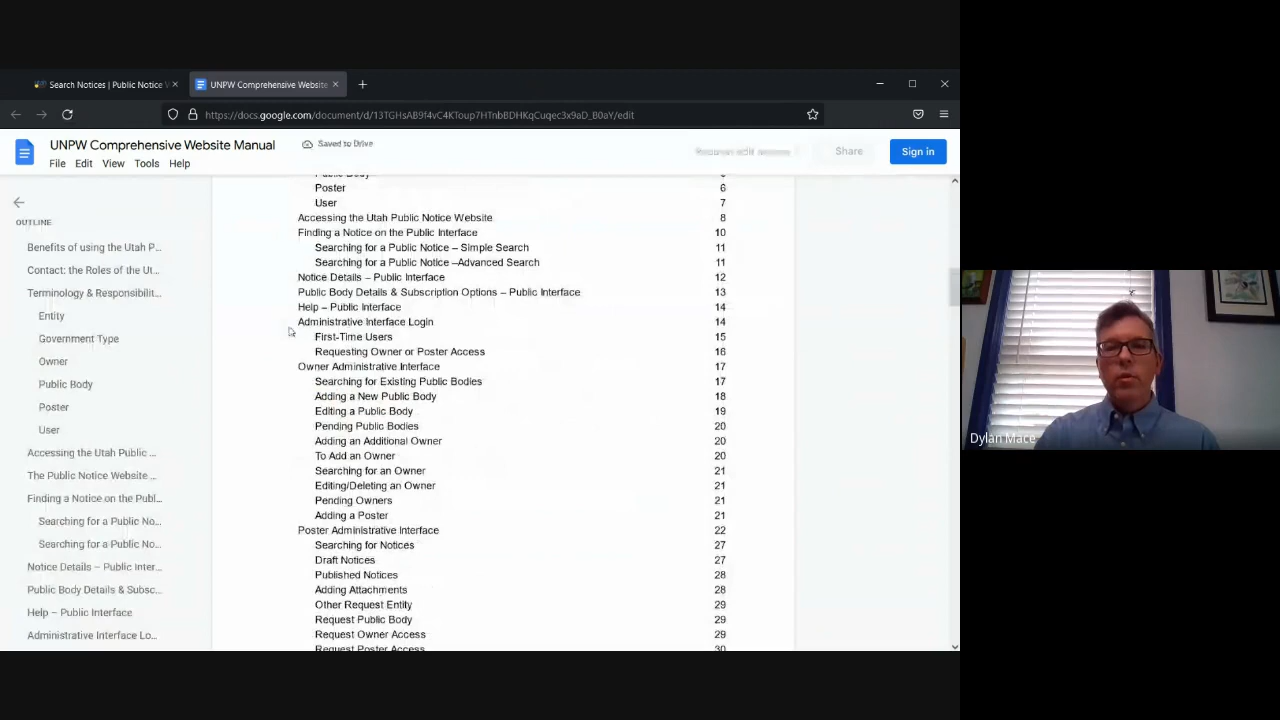 Search Notices | Public Notice W
UNPW Comprehensive Website
https://docs.google.com/document/d/13TGHsAB9f4vC4KToup7HTnbBDHKqCuqec3x9aD_B0aY/edit
UNPW Comprehensive Website Manual
Saved to Drive
File Edit View Tools Help
Share
Sign in
OUTLINE
Benefits of using the Utah P...
Contact: the Roles of the Ut...
Terminology & Responsibilit...
Entity
Government Type
Owner
Public Body
Poster
User
Accessing the Utah Public ...
The Public Notice Website ...
Finding a Notice on the Publ...
Searching for a Public No...
Searching for a Public No...
Notice Details – Public Inter...
Public Body Details & Subsc...
Help – Public Interface
Administrative Interface Lo...
Public Body
Poster 6
User 7
Accessing the Utah Public Notice Website 8
Finding a Notice on the Public Interface 10
Searching for a Public Notice – Simple Search 11
Searching for a Public Notice –Advanced Search 11
Notice Details – Public Interface 12
Public Body Details & Subscription Options – Public Interface 13
Help – Public Interface 14
Administrative Interface Login 14
First-Time Users 15
Requesting Owner or Poster Access 16
Owner Administrative Interface 17
Searching for Existing Public Bodies 17
Adding a New Public Body 18
Editing a Public Body 19
Pending Public Bodies 20
Adding an Additional Owner 20
To Add an Owner 20
Searching for an Owner 21
Editing/Deleting an Owner 21
Pending Owners 21
Adding a Poster 21
Poster Administrative Interface 22
Searching for Notices 27
Draft Notices 27
Published Notices 28
Adding Attachments 28
Other Request Entity 29
Request Public Body 29
Request Owner Access 29
Request Poster Access 30
Dylan Mace